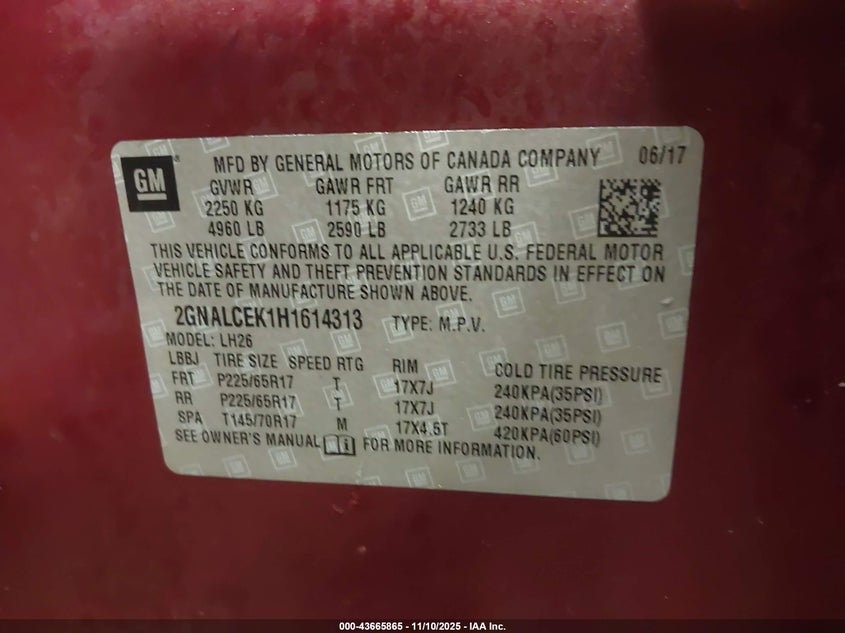 GM ® MFD BY GENERAL MOTORS OF CANADA COMPANY 06/17
GVWR GAWR FRT GAWR RR
2250 KG 1175 KG 1240 KG
4960 LB 2590 LB 2733 LB
THIS VEHICLE CONFORMS TO ALL APPLICABLE U.S. FEDERAL MOTOR
VEHICLE SAFETY AND THEFT PREVENTION STANDARDS IN EFFECT ON
THE DATE OF MANUFACTURE SHOWN ABOVE.
2GNALCEK1H1614313 TYPE: M.P.V.
MODEL: LH26
LBBJ TIRE SIZE SPEED RTG RIM COLD TIRE PRESSURE
FRT P225/65R17 T 17X7J 240KPA(35PSI)
RR P225/65R17 T 17X7J 240KPA(35PSI)
SPA T145/70R17 M 17X4.5T 420KPA(60PSI)
SEE OWNER'S MANUAL i FOR MORE INFORMATION.
000-43665865 - 11/10/2025 - IAA Inc.